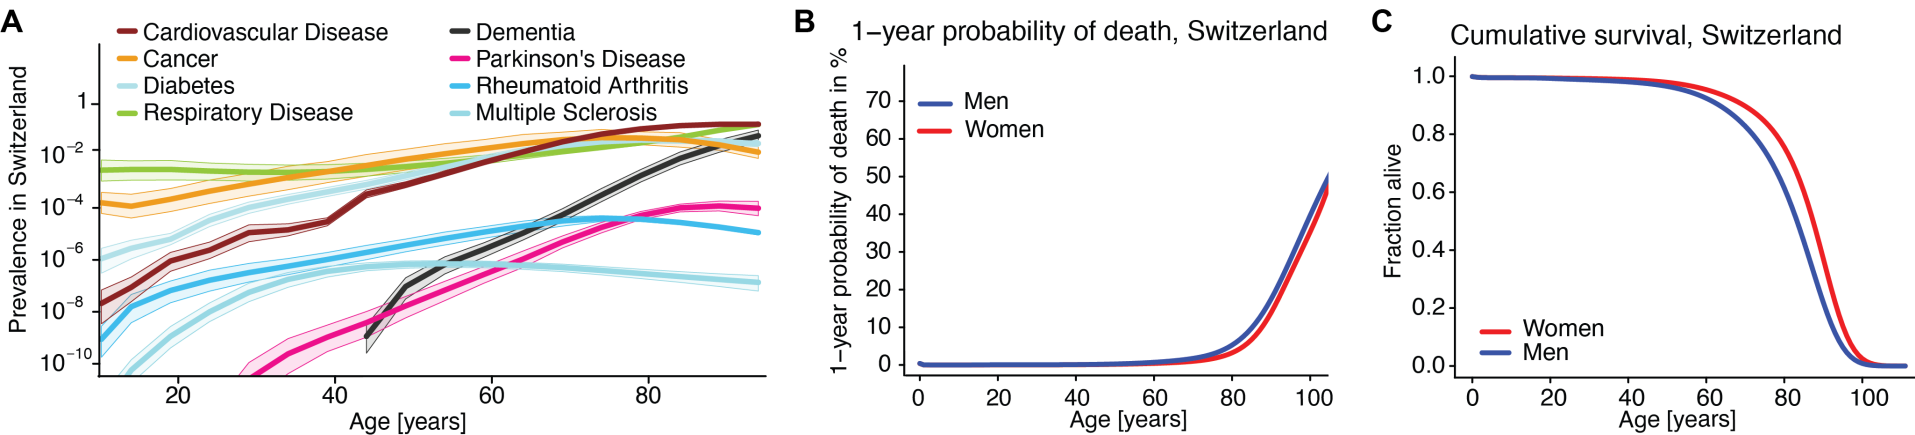 A
Cardiovascular Disease
Cancer
Diabetes
Respiratory Disease
Dementia
Parkinson's Disease
Rheumatoid Arthritis
Multiple Sclerosis
Prevalence in Switzerland
1
10⁻²
10⁻⁴
10⁻⁶
10⁻⁸
10⁻¹⁰
20 40 60 80
Age [years]
B
1−year probability of death, Switzerland
1−year probability of death in %
Men
Women
70
60
50
40
30
20
10
0
0 20 40 60 80 100
Age [years]
C
Cumulative survival, Switzerland
Fraction alive
1.0
0.8
0.6
0.4
0.2
0.0
Women
Men
0 20 40 60 80 100
Age [years]